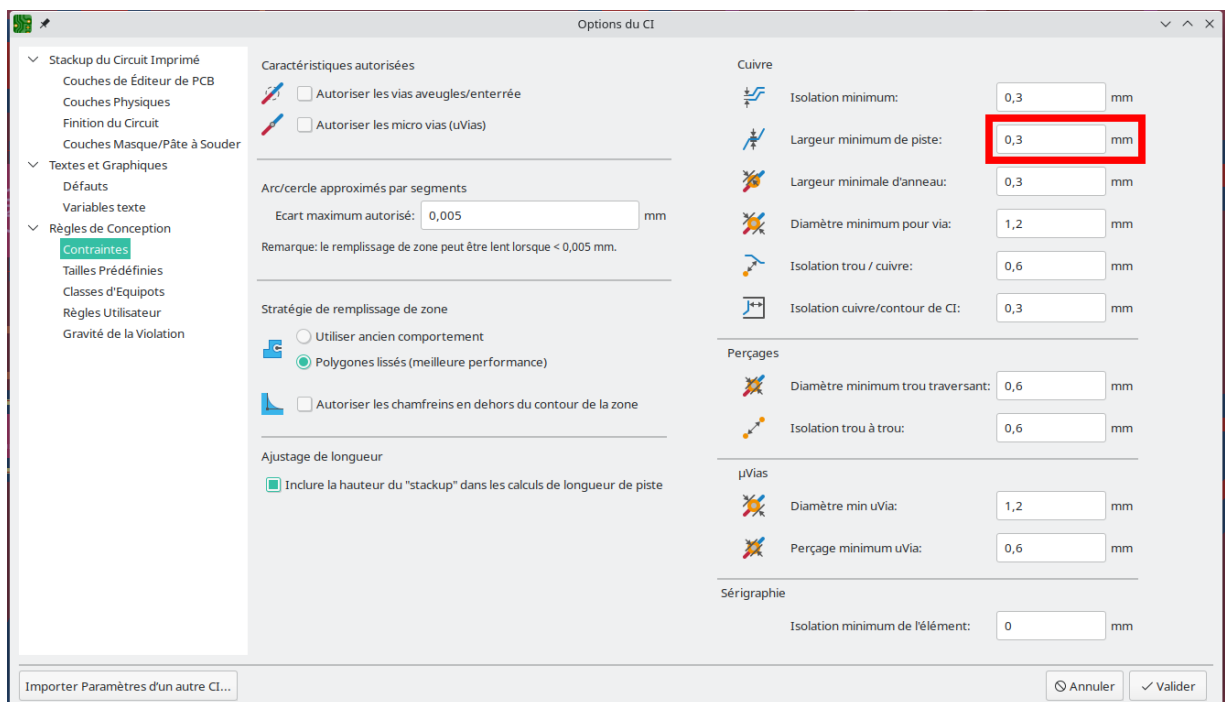 Options du CI
Stackup du Circuit Imprimé
Couches de Éditeur de PCB
Couches Physiques
Finition du Circuit
Couches Masque/Pâte à Souder
Textes et Graphiques
Défauts
Variables texte
Règles de Conception
Contraintes
Tailles Prédéfinies
Classes d'Equipots
Règles Utilisateur
Gravité de la Violation
Caractéristiques autorisées
Autoriser les vias aveugles/enterrée
Autoriser les micro vias (uVias)
Arc/cercle approximés par segments
Ecart maximum autorisé: 0,005 mm
Remarque: le remplissage de zone peut être lent lorsque < 0,005 mm.
Stratégie de remplissage de zone
Utiliser ancien comportement
Polygones lissés (meilleure performance)
Autoriser les chamfreins en dehors du contour de la zone
Ajustage de longueur
Inclure la hauteur du "stackup" dans les calculs de longueur de piste
Cuivre
Isolation minimum: 0,3 mm
Largeur minimum de piste: 0,3 mm
Largeur minimale d'anneau: 0,3 mm
Diamètre minimum pour via: 1,2 mm
Isolation trou / cuivre: 0,6 mm
Isolation cuivre/contour de CI: 0,3 mm
Perçages
Diamètre minimum trou traversant: 0,6 mm
Isolation trou à trou: 0,6 mm
µVias
Diamètre min uVia: 1,2 mm
Perçage minimum uVia: 0,6 mm
Sérigraphie
Isolation minimum de l'élément: 0 mm
Importer Paramètres d'un autre CI...
Annuler
Valider